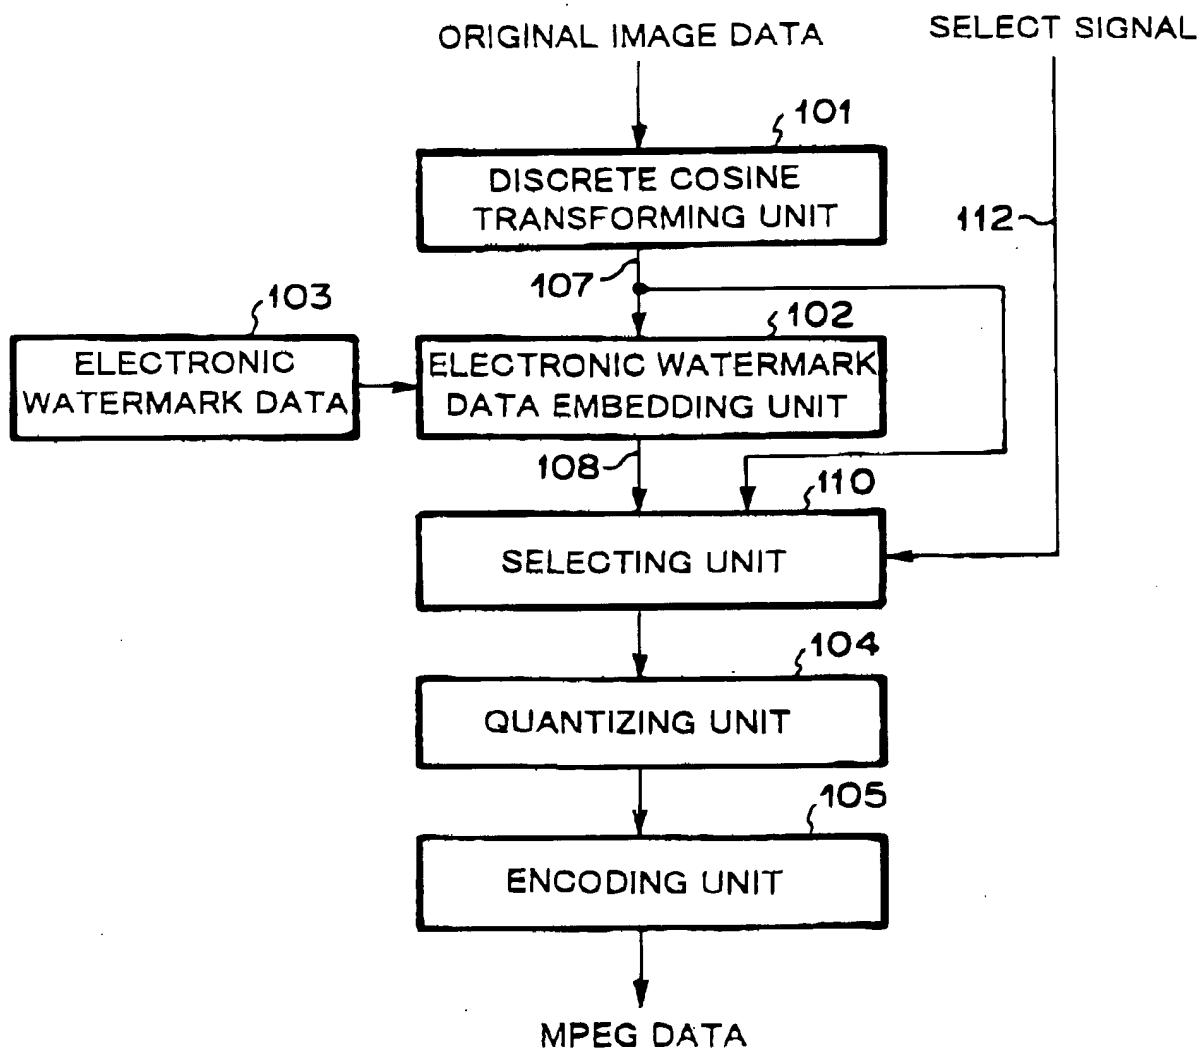 ORIGINAL IMAGE DATA
SELECT SIGNAL
101
DISCRETE COSINE
TRANSFORMING UNIT
112
107
103
102
ELECTRONIC
WATERMARK DATA
ELECTRONIC WATERMARK
DATA EMBEDDING UNIT
108
110
SELECTING UNIT
104
QUANTIZING UNIT
105
ENCODING UNIT
MPEG DATA